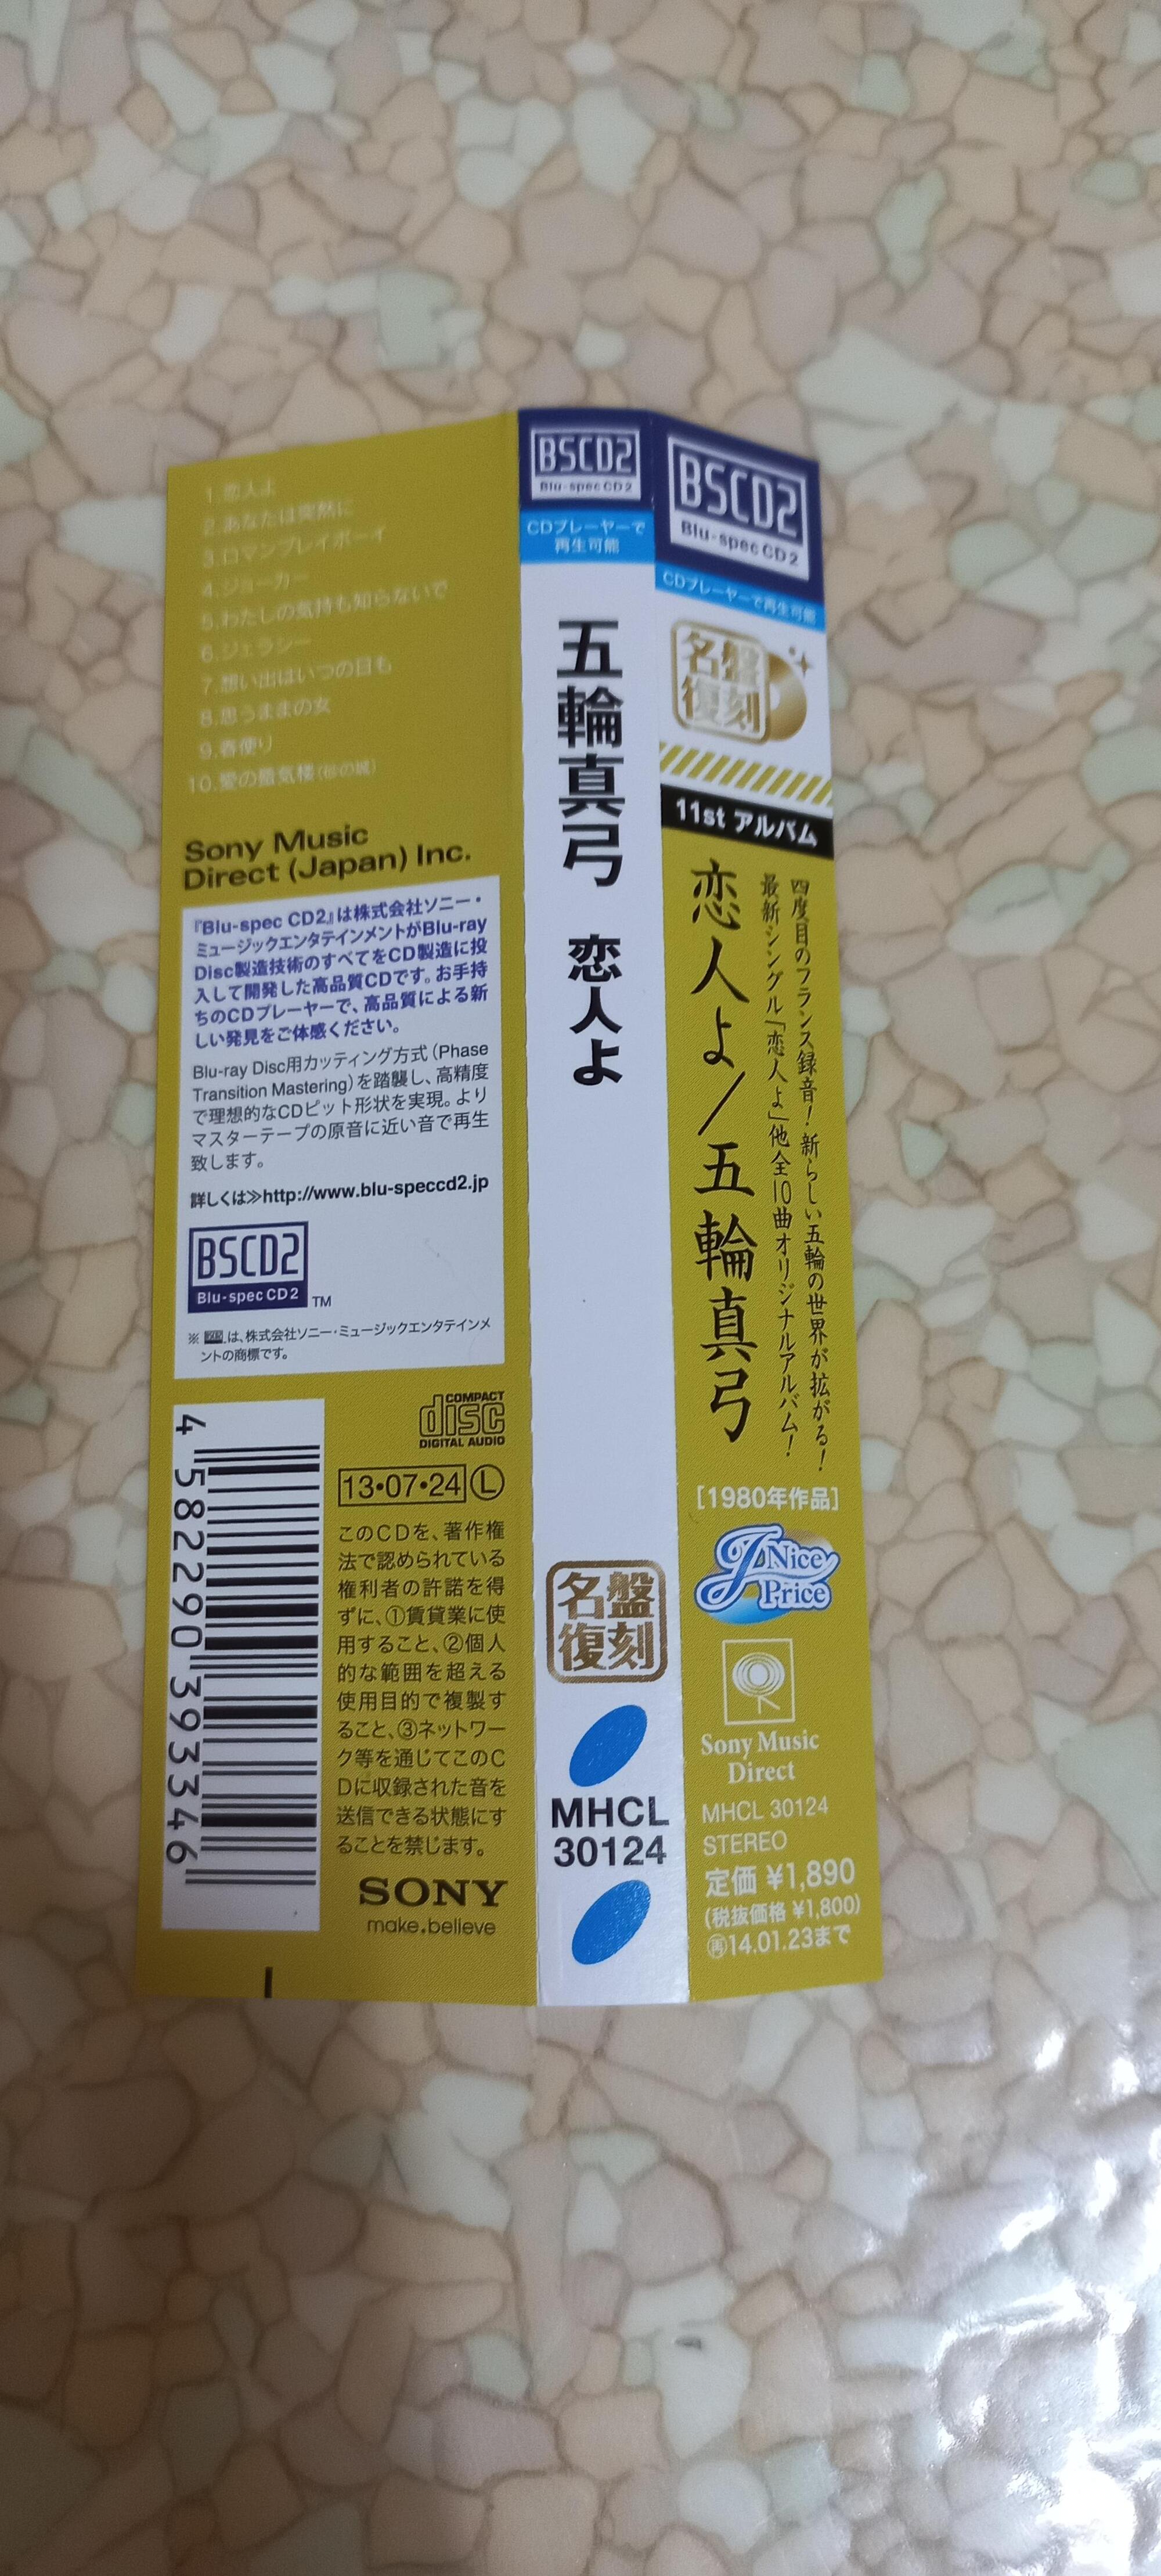 1.恋人よ
2.あなたは突然に
3.ロマンプレイボーイ
4.ジョーカー
5.わたしの気持も知らないで
6.ジェラシー
7.想い出はいつの日も
8.思うままの女
9.春便り
10.愛の蜃気楼(砂の城)
Sony Music
Direct (Japan) Inc.
『Blu-spec CD2』は株式会社ソニー・
ミュージックエンタテインメントがBlu-ray
Disc製造技術のすべてをCD製造に投
入して開発した高品質CDです。お手持
ちのCDプレーヤーで、高品質による新
しい発見をご体感ください。
Blu-ray Disc用カッティング方式(Phase
Transition Mastering)を踏襲し、高精度
で理想的なCDピット形状を実現。より
マスターテープの原音に近い音で再生
致します。
詳しくは≫http://www.blu-speccd2.jp
BSCD2
Blu-spec CD2 TM
※ は、株式会社ソニー・ミュージックエンタテインメ
ントの商標です。
4582290393346
COMPACT
disc
DIGITAL AUDIO
13・07・24 Ⓛ
このCDを、著作権
法で認められている
権利者の許諾を得
ずに、①賃貸業に使
用すること、②個人
的な範囲を超える
使用目的で複製す
ること、③ネットワー
ク等を通じてこのC
Dに収録された音を
送信できる状態にす
ることを禁じます。
SONY
make.believe
BSCD2
Blu-spec CD2
CDプレーヤーで
再生可能
五輪真弓 恋人よ
名盤
復刻
MHCL
30124
BSCD2
Blu-spec CD2
CDプレーヤーで再生可能
名盤
復刻
11st アルバム
四度目のフランス録音!新らしい五輪の世界が拡がる!
最新シングル「恋人よ」他全10曲オリジナルアルバム!
恋人よ/五輪真弓
[1980年作品]
J Nice
Price
Sony Music
Direct
MHCL 30124
STEREO
定価 ¥1,890
(税抜価格 ¥1,800)
㊢14.01.23まで